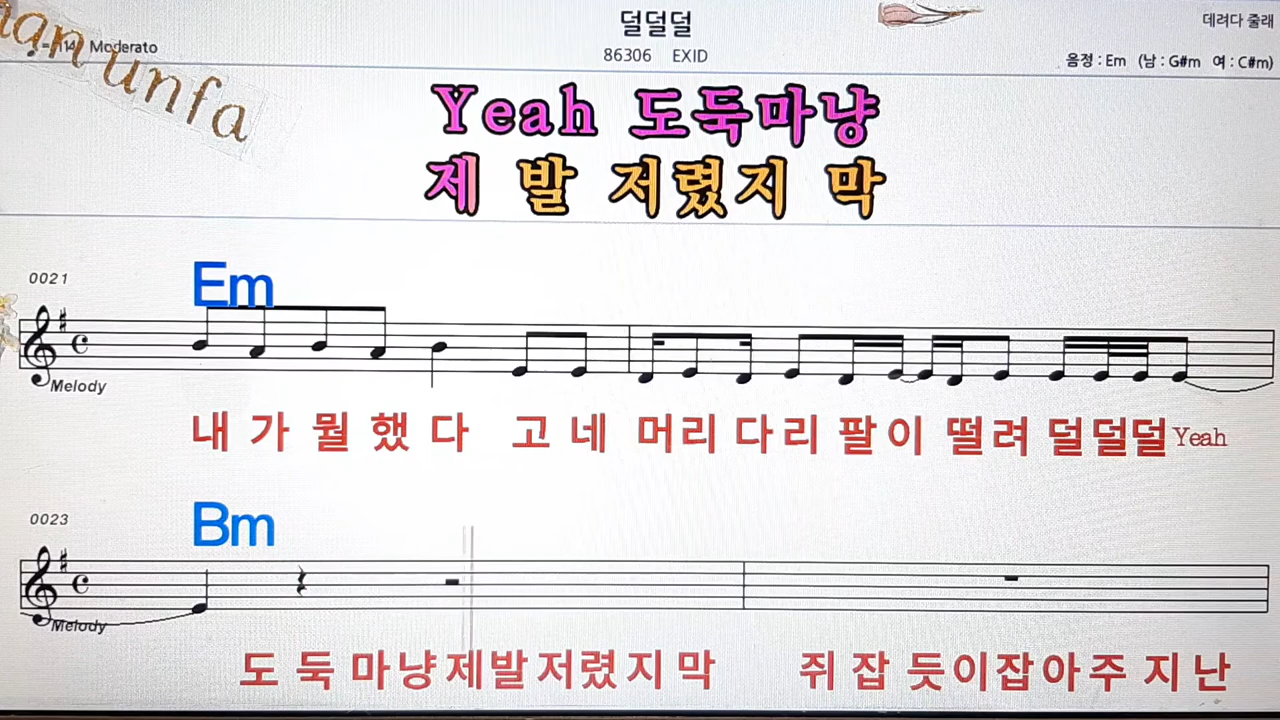 덜덜덜
데려다 줄래
86306 EXID
♩=114 Moderato
음정 : Em (남 : G#m 여 : C#m)
unfa
Yeah 도둑마냥
제 발 저렸지 막
0021
Em
Melody
내 가 뭘 했 다 고 네 머리 다리 팔이 떨려 덜덜덜 Yeah
0023
Bm
Melody
도 둑 마냥제발저렸지 막 쥐 잡 듯이잡아주 지 난